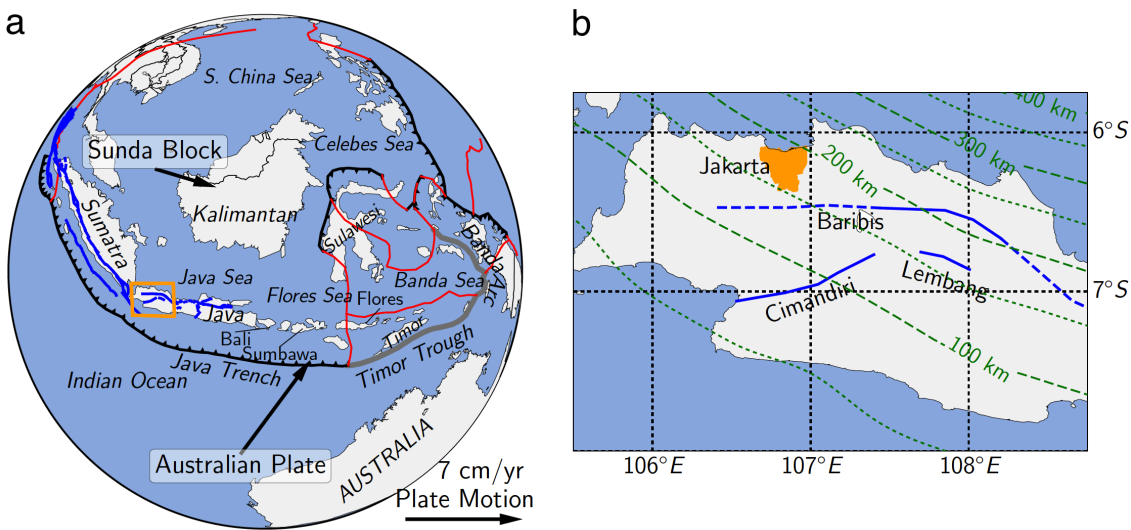 a
S. China Sea
Celebes Sea
Sunda Block
Kalimantan
Sumatra
Sulawesi
Banda Arc
Java Sea
Banda Sea
Flores Sea
Flores
Java
Bali
Sumbawa
Timor
Timor Trough
Java Trench
Indian Ocean
Australian Plate
AUSTRALIA
7 cm/yr
Plate Motion
b
400 km
6°S
300 km
200 km
Jakarta
Baribis
Lembang
Cimandiri
7°S
100 km
106°E
107°E
108°E